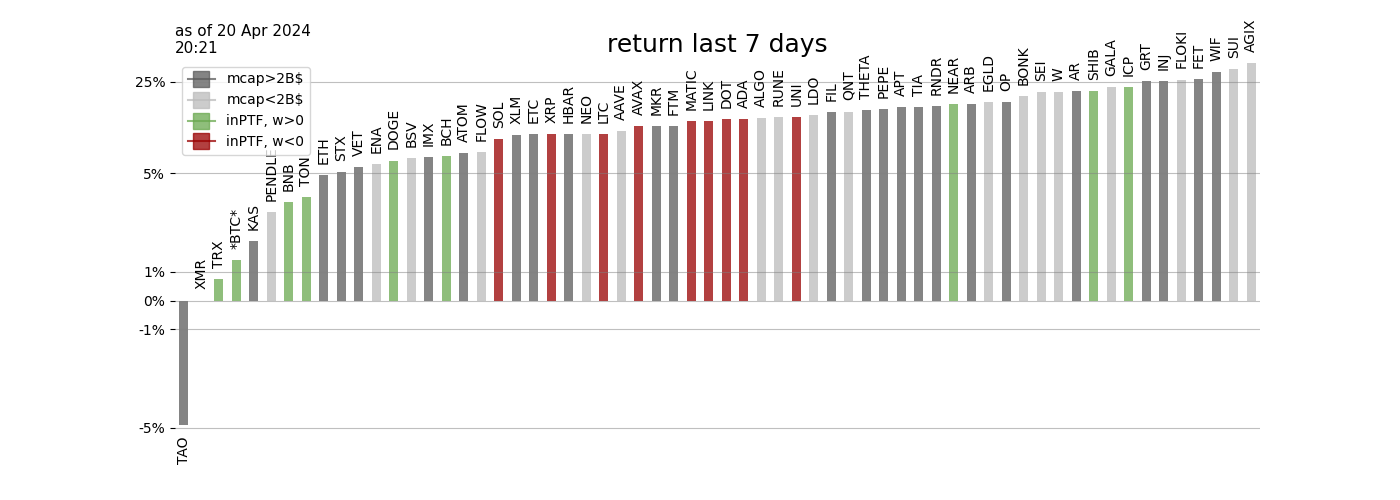 as of 20 Apr 2024
20:21
return last 7 days
mcap>2B$
mcap<2B$
inPTF, w>0
inPTF, w<0
25%
5%
1%
0%
-1%
-5%
TAO
XMR
TRX
*BTC*
KAS
PENDLE
BNB
TON
ETH
STX
VET
ENA
DOGE
BSV
IMX
BCH
ATOM
FLOW
SOL
XLM
ETC
XRP
HBAR
NEO
LTC
AAVE
AVAX
MKR
FTM
MATIC
LINK
DOT
ADA
ALGO
RUNE
UNI
LDO
FIL
QNT
THETA
PEPE
APT
TIA
RNDR
NEAR
ARB
EGLD
OP
BONK
SEI
W
AR
SHIB
GALA
ICP
GRT
INJ
FLOKI
FET
WIF
SUI
AGIX